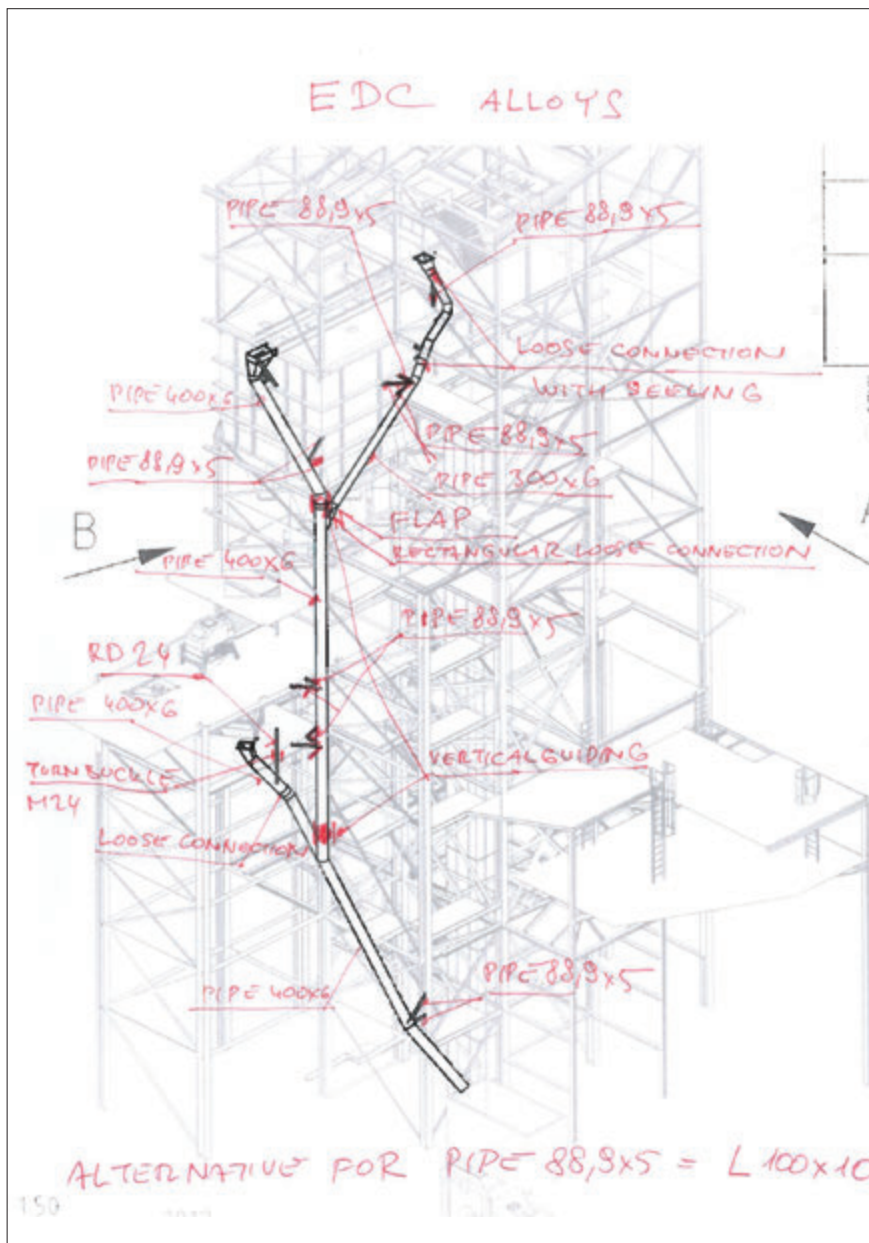 EDC ALLOYS
PIPE 88,9x5
PIPE 88,9x5
LOOSE CONNECTION
WITH SEELING
PIPE 400x6
PIPE 88,9x5
PIPE 88,9x5
PIPE 300x6
FLAP
B
RECTANGULAR LOOSE CONNECTION
PIPE 400x6
PIPE 88,9x5
RD 24
PIPE 400x6
VERTICAL GUIDING
TURNBUCKLE
M24
LOOSE CONNECTION
PIPE 88,9x5
PIPE 400x6
ALTERNATIVE FOR PIPE 88,9x5 = L 100x10
150